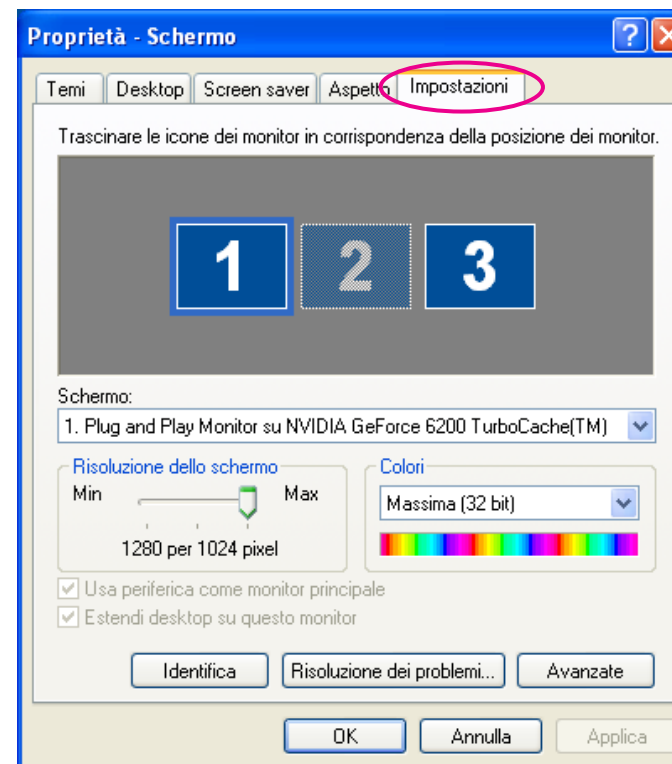 Proprietà - Schermo
Temi Desktop Screen saver Aspetto Impostazioni
Trascinare le icone dei monitor in corrispondenza della posizione dei monitor.
1 2 3
Schermo:
1. Plug and Play Monitor su NVIDIA GeForce 6200 TurboCache(TM)
Risoluzione dello schermo
Min Max
1280 per 1024 pixel
Colori
Massima (32 bit)
Usa periferica come monitor principale
Estendi desktop su questo monitor
Identifica Risoluzione dei problemi... Avanzate
OK Annulla Applica